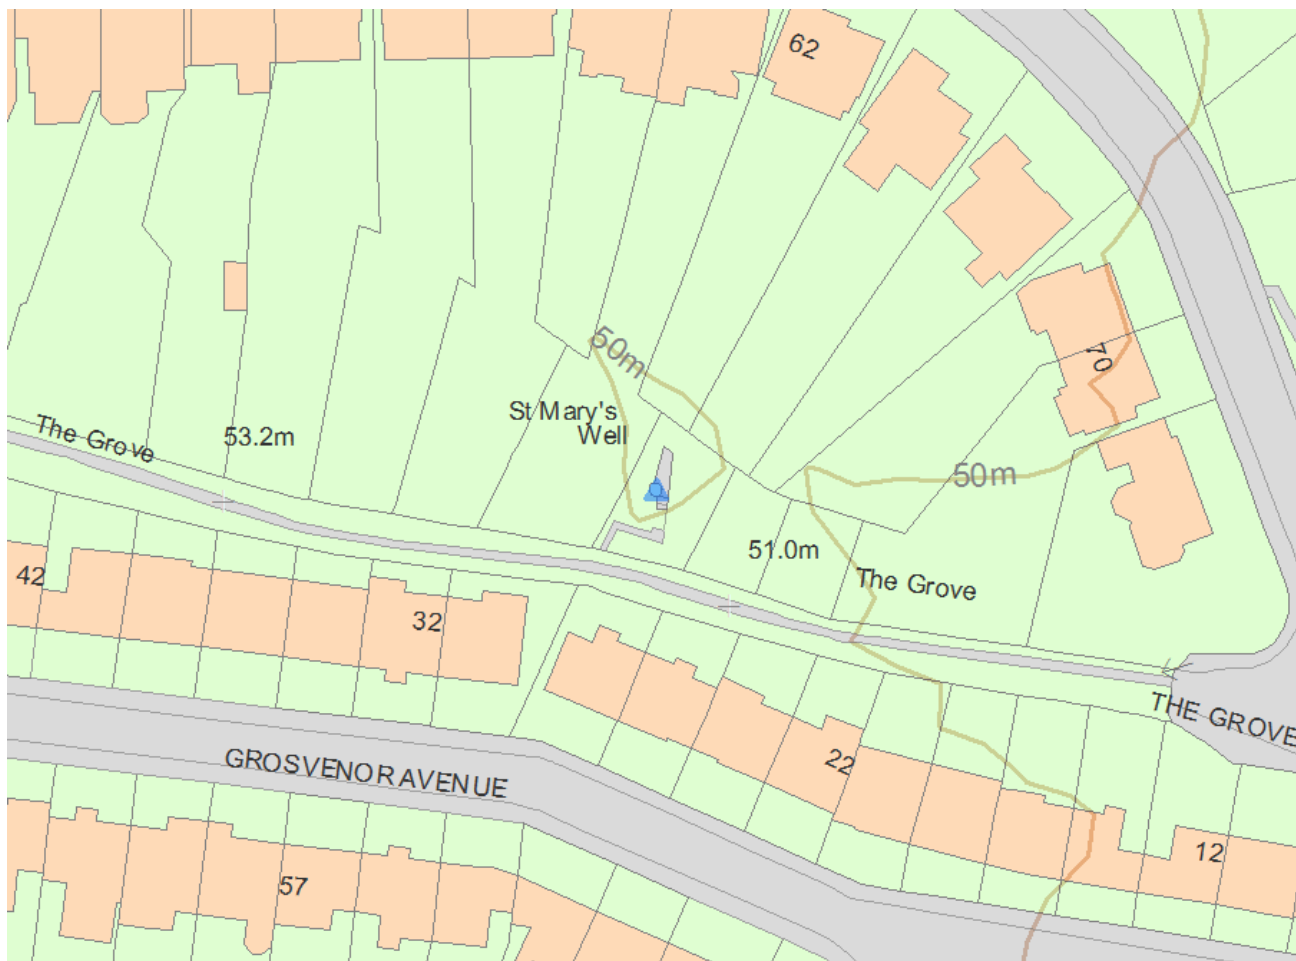 62
50m
70
St Mary's
Well
The Grove
53.2m
50m
51.0m
The Grove
42
32
THE GROVE
22
GROSVENOR AVENUE
12
57